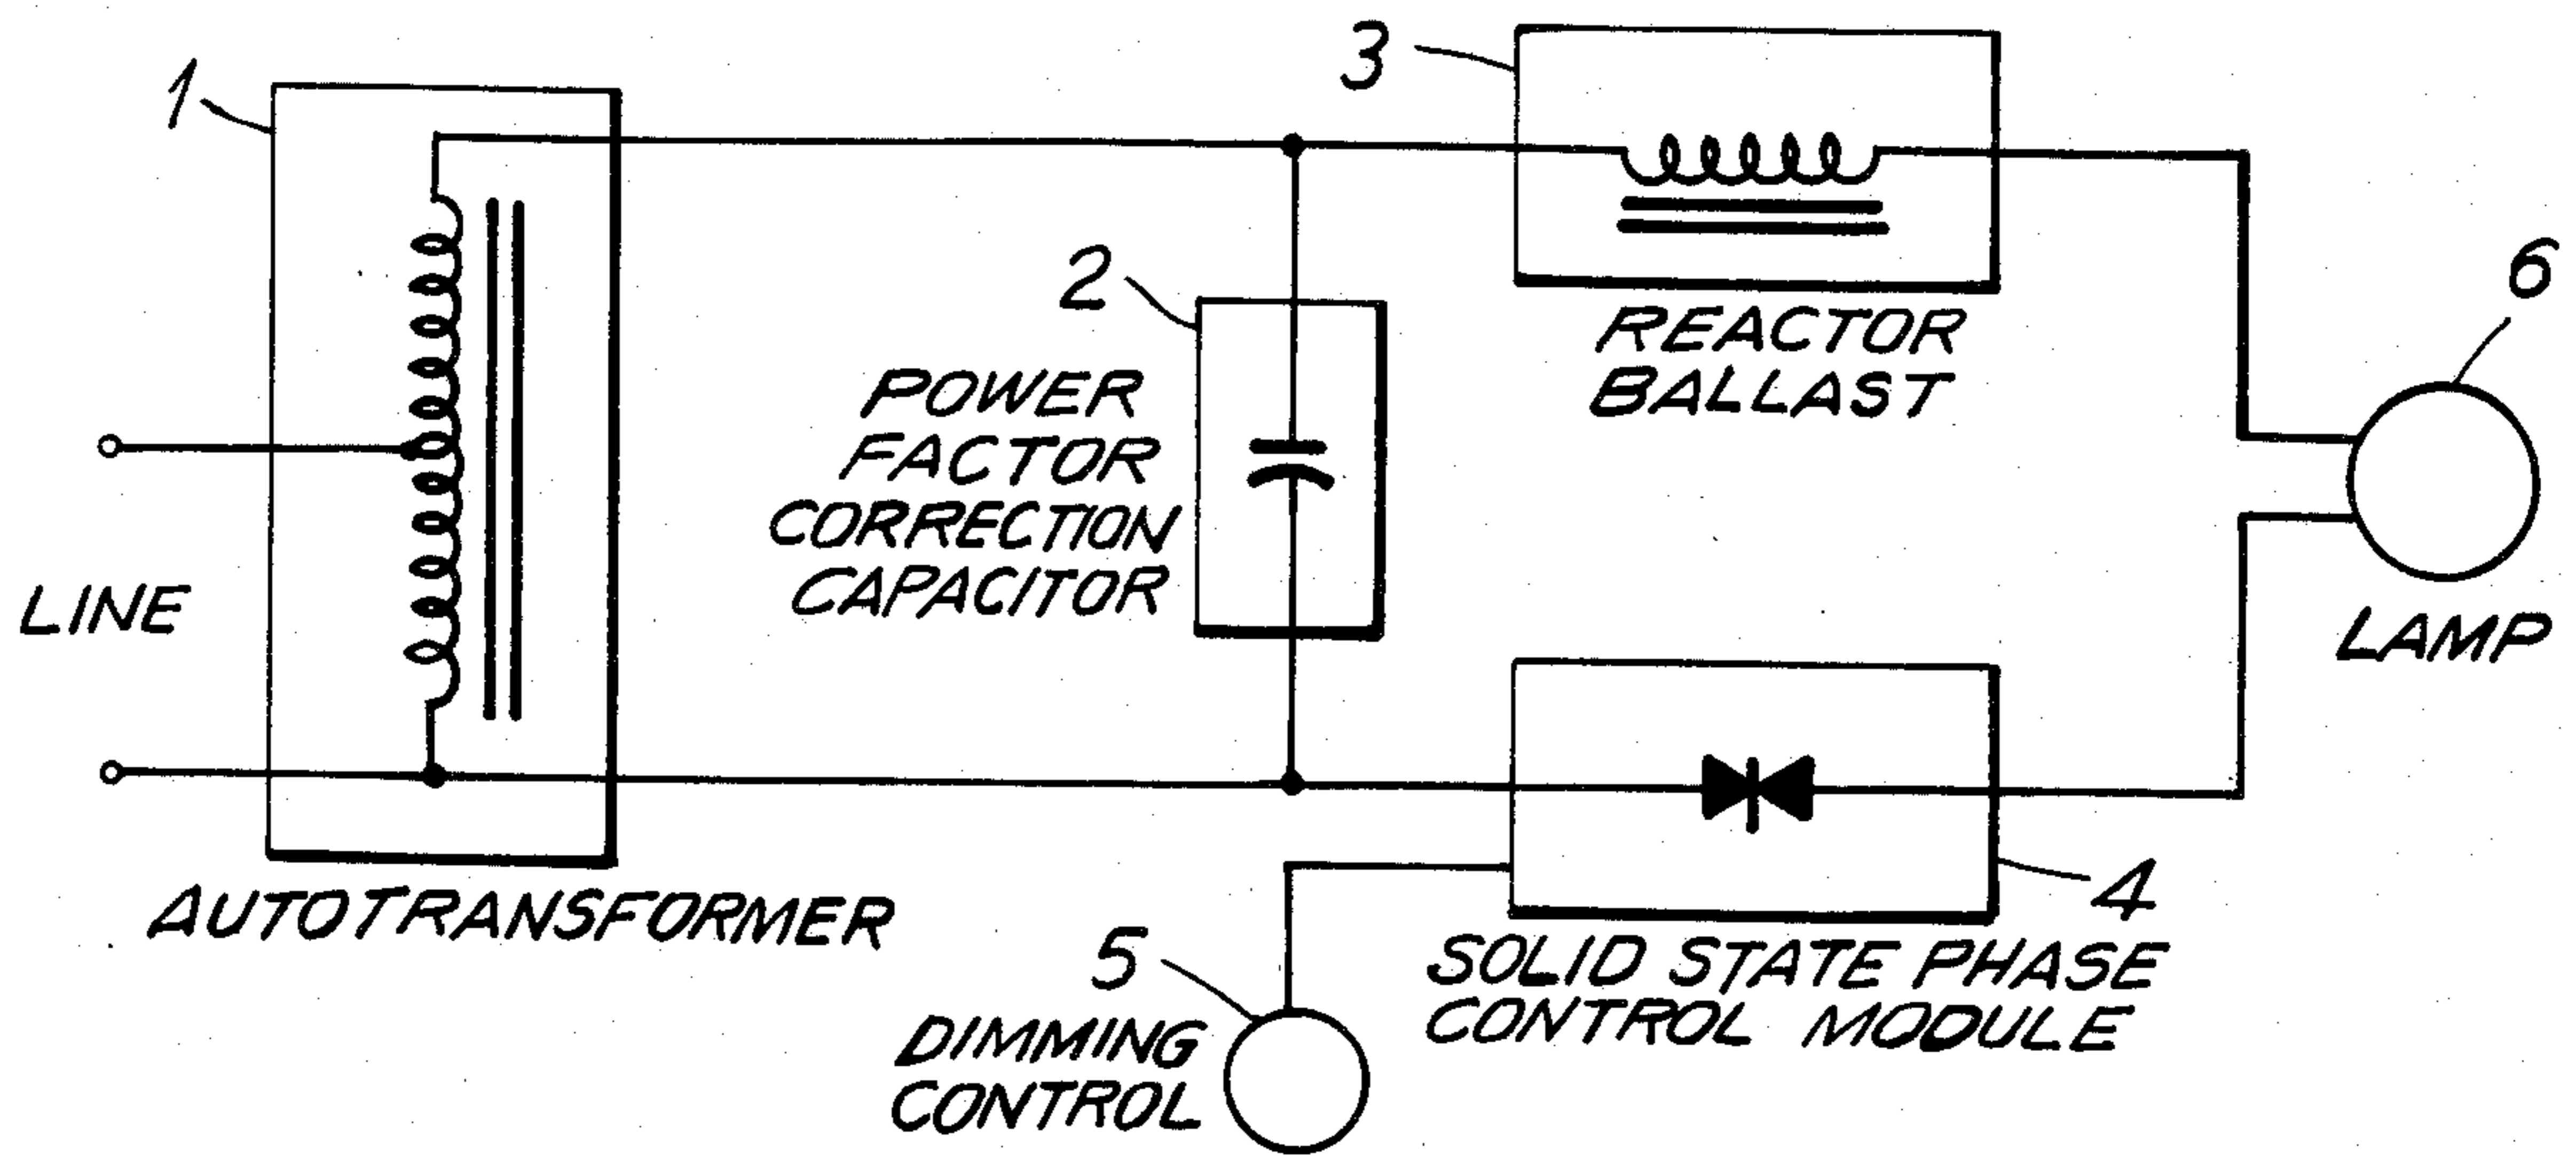 1
3
2
6
REACTOR
BALLAST
POWER
FACTOR
CORRECTION
CAPACITOR
LINE
LAMP
AUTOTRANSFORMER
4
5
SOLID STATE PHASE
CONTROL MODULE
DIMMING
CONTROL